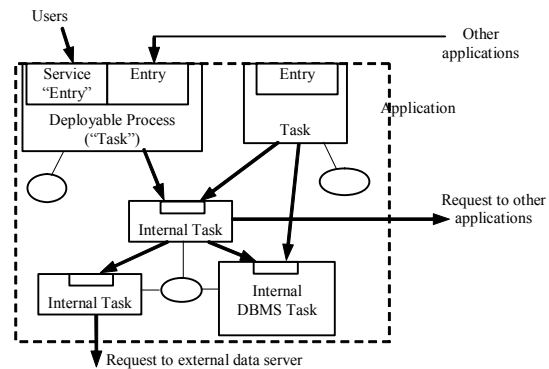 Users
Other
applications
Service
“Entry”
Entry
Entry
Application
Deployable Process
(“Task”)
Task
Request to other
applications
Internal Task
Internal Task
Internal
DBMS Task
Request to external data server